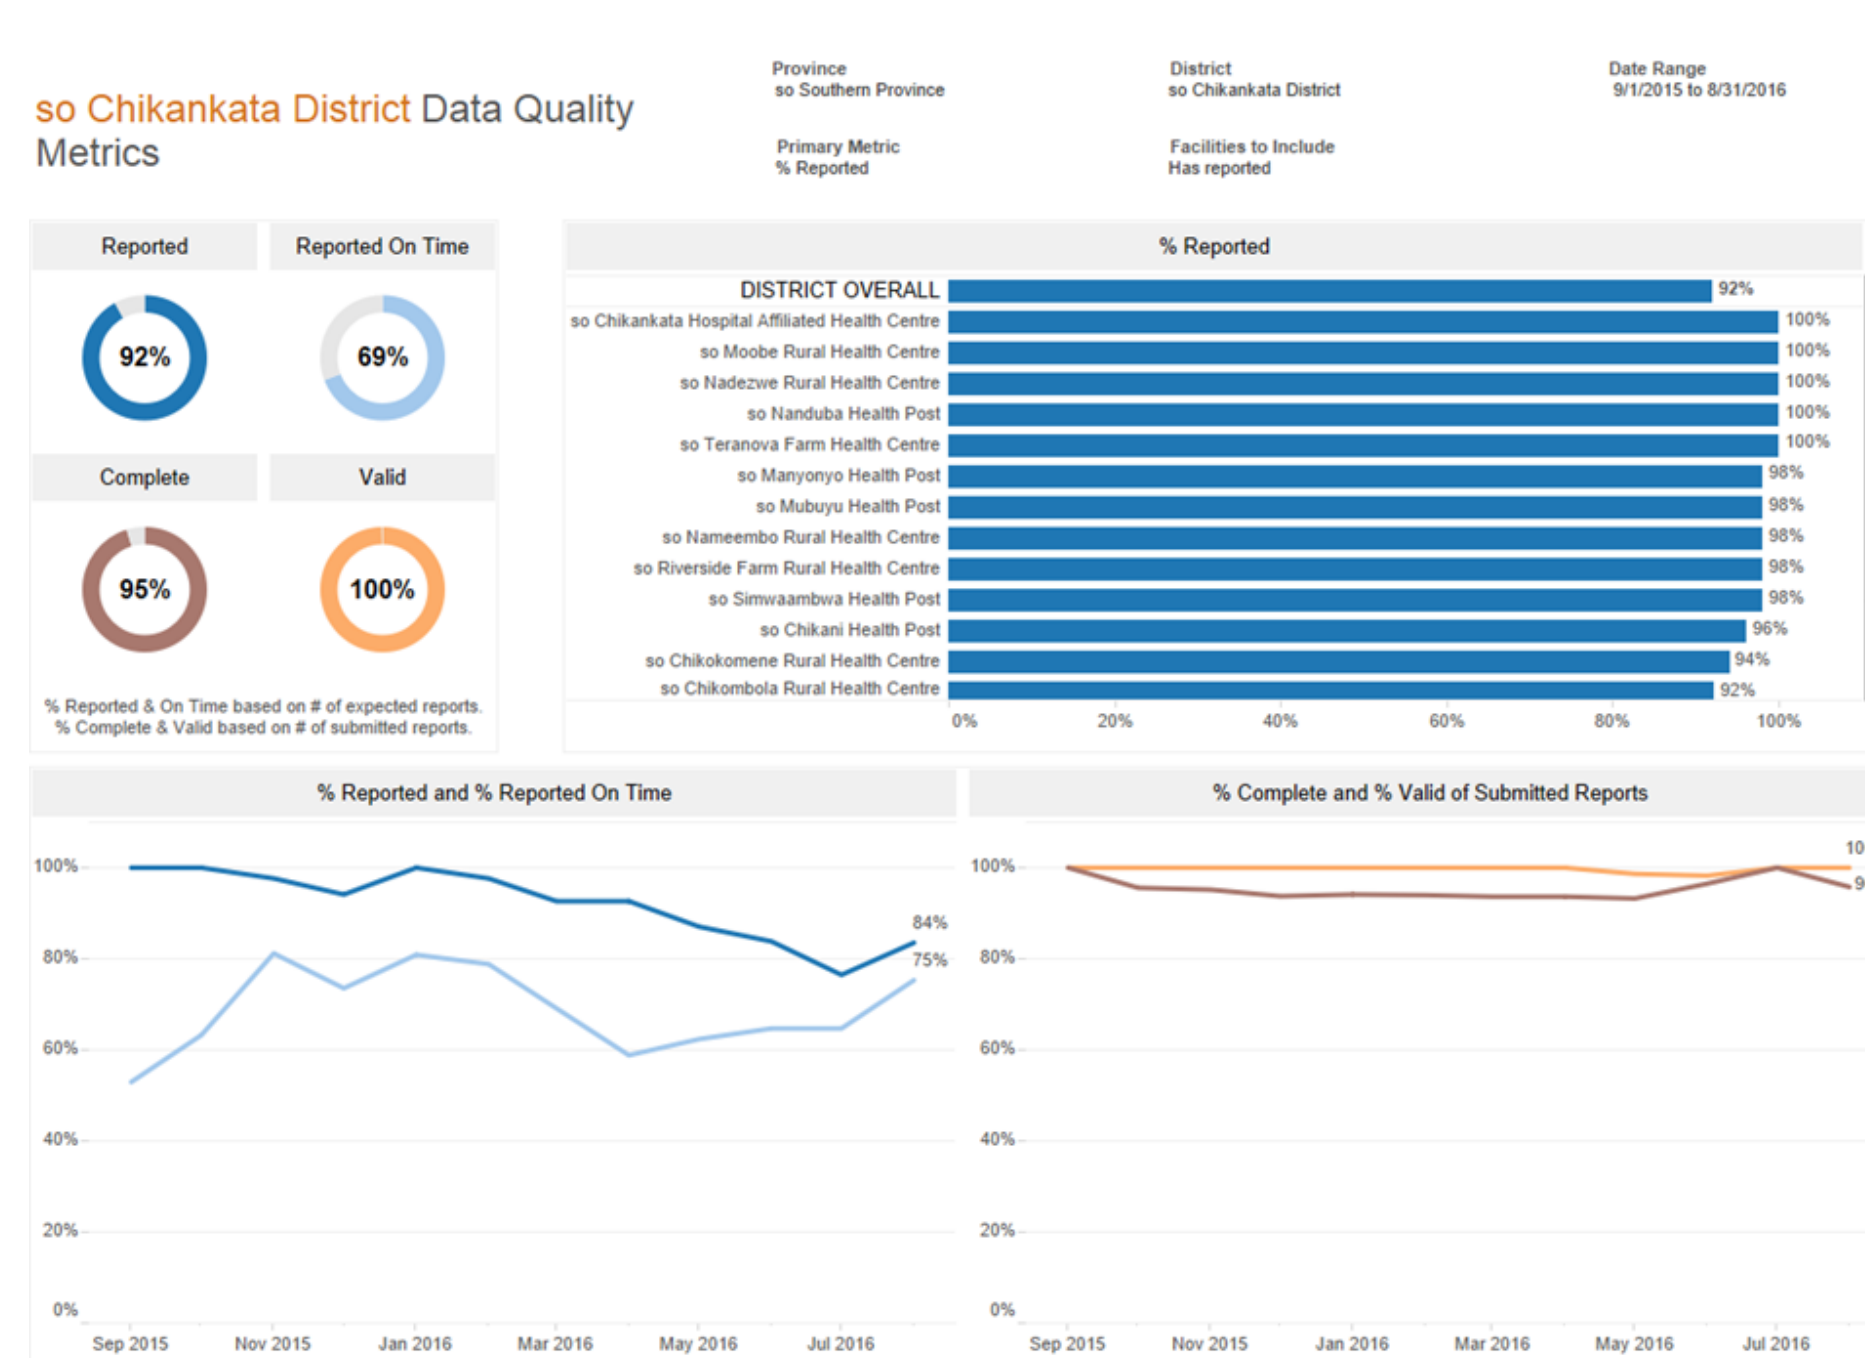 so Chikankata District Data Quality
Metrics
Province
so Southern Province
District
so Chikankata District
Date Range
9/1/2015 to 8/31/2016
Primary Metric
% Reported
Facilities to Include
Has reported
Reported
Reported On Time
92%
69%
Complete
Valid
95%
100%
% Reported & On Time based on # of expected reports.
% Complete & Valid based on # of submitted reports.
% Reported
DISTRICT OVERALL 92%
so Chikankata Hospital Affiliated Health Centre 100%
so Moobe Rural Health Centre 100%
so Nadezwe Rural Health Centre 100%
so Nanduba Health Post 100%
so Teranova Farm Health Centre 100%
so Manyonyo Health Post 98%
so Mubuyu Health Post 98%
so Nameembo Rural Health Centre 98%
so Riverside Farm Rural Health Centre 98%
so Simwaambwa Health Post 98%
so Chikani Health Post 96%
so Chikokomene Rural Health Centre 94%
so Chikombola Rural Health Centre 92%
0% 20% 40% 60% 80% 100%
% Reported and % Reported On Time
100%
84%
80%
75%
60%
40%
20%
0%
Sep 2015 Nov 2015 Jan 2016 Mar 2016 May 2016 Jul 2016
% Complete and % Valid of Submitted Reports
100%
80%
60%
40%
20%
0%
Sep 2015 Nov 2015 Jan 2016 Mar 2016 May 2016 Jul 2016